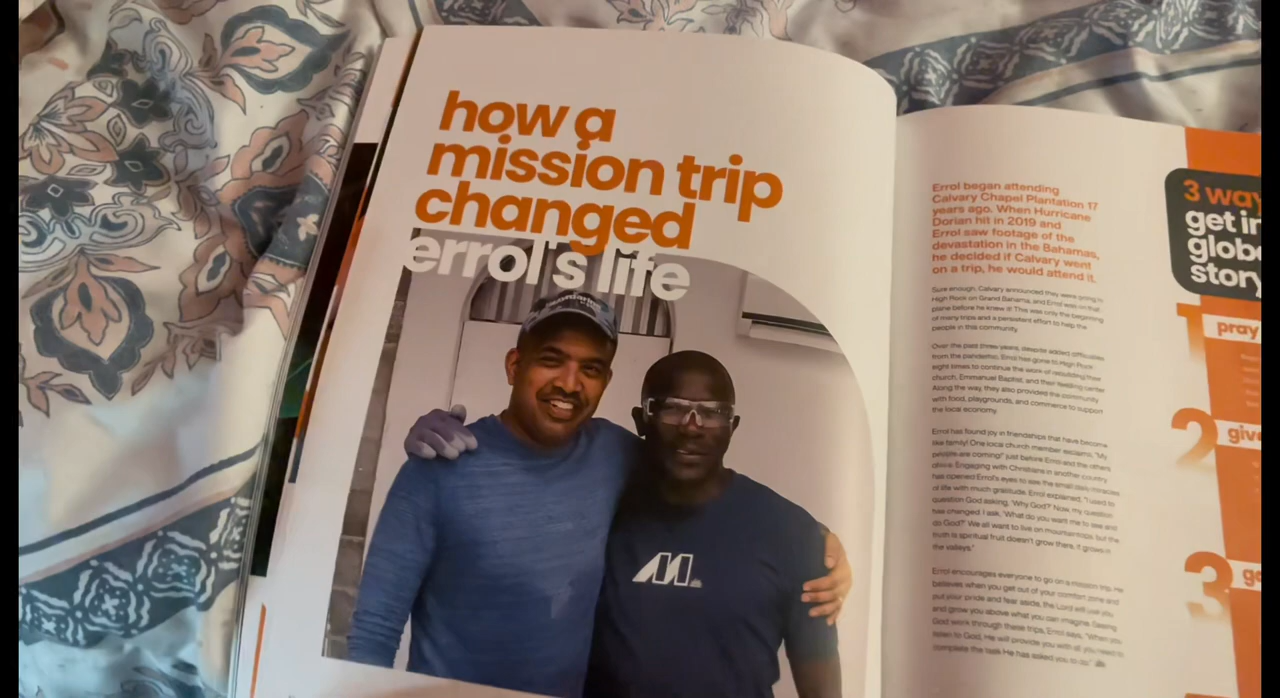 how a
mission trip
changed
errol's life
Errol began attending
Calvary Chapel Plantation 17
years ago. When Hurricane
Dorian hit in 2019 and
Errol saw footage of the
devastation in the Bahamas,
he decided if Calvary went
on a trip, he would attend it.
Sure enough, Calvary announced they were going to
High Rock on Grand Bahama, and Errol was on that
plane before he knew it! This was only the beginning
of many trips and a persistent effort to help the
people in this community.
Over the past three years, despite added difficulties
from the pandemic, Errol has gone to High Rock
eight times to continue the work of rebuilding their
church, Emmanuel Baptist, and their feeding center.
Along the way, they also provided the community
with food, playgrounds, and commerce to support
the local economy.
Errol has found joy in friendships that have become
like family! One local church member exclaims, "My
people are coming!" just before Errol and the others
arrive. Engaging with Christians in another country
has opened Errol's eyes to see the small daily miracles
of life with much gratitude. Errol explained, "I used to
question God asking, 'Why God?' Now, my question
has changed. I ask, 'What do you want me to see and
do God?' We all want to live on mountaintops, but the
truth is spiritual fruit doesn't grow there, it grows in
the valleys."
Errol encourages everyone to go on a mission trip. He
believes when you get out of your comfort zone and
put your pride and fear aside, the Lord will use you
and grow you above what you can imagine. Seeing
God work through these trips, Errol says, "When you
listen to God, He will provide you with all you need to
complete the task He has asked you to do."
3 way
get in
globa
story
1
pray
2
give
3
go